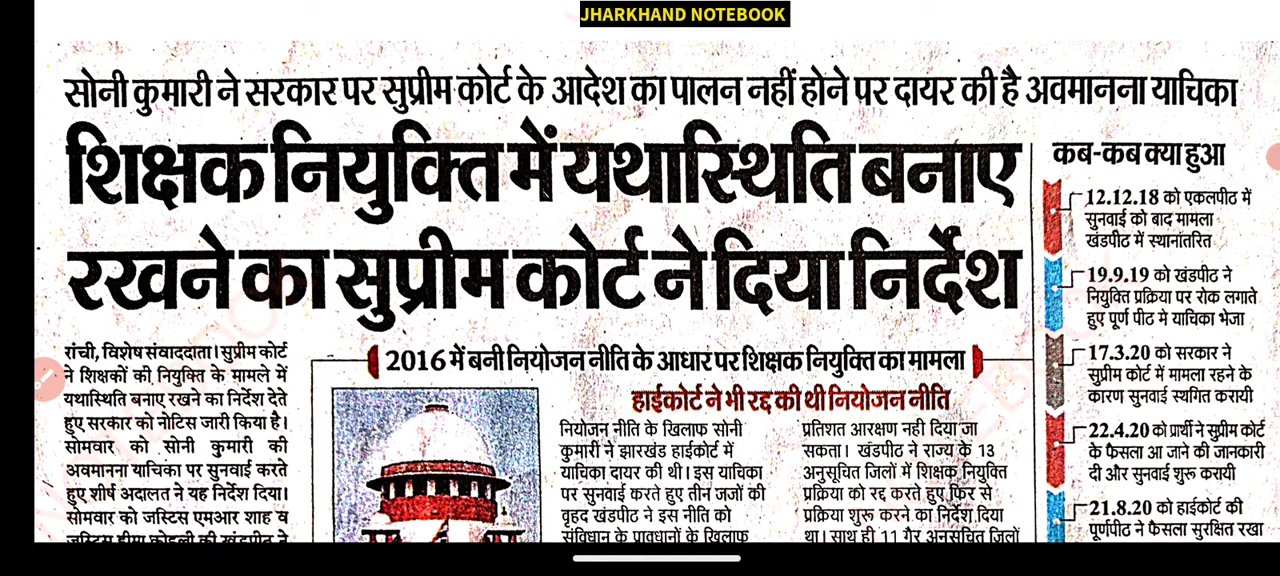 JHARKHAND NOTEBOOK
सोनी कुमारी ने सरकार पर सुप्रीम कोर्ट के आदेश का पालन नहीं होने पर दायर की है अवमानना याचिका
शिक्षक नियुक्ति में यथास्थिति बनाए
रखने का सुप्रीम कोर्ट ने दिया निर्देश
रांची, विशेष संवाददाता। सुप्रीम कोर्ट
ने शिक्षकों की नियुक्ति के मामले में
यथास्थिति बनाए रखने का निर्देश देते
हुए सरकार को नोटिस जारी किया है।
सोमवार को सोनी कुमारी की
अवमानना याचिका पर सुनवाई करते
हुए शीर्ष अदालत ने यह निर्देश दिया।
सोमवार को जस्टिस एमआर शाह व
जस्टिस सीमा कोहली की खंडपीठ ने
2016 में बनी नियोजन नीति के आधार पर शिक्षक नियुक्ति का मामला
हाईकोर्ट ने भी रद्द की थी नियोजन नीति
नियोजन नीति के खिलाफ सोनी
कुमारी ने झारखंड हाईकोर्ट में
याचिका दायर की थी। इस याचिका
पर सुनवाई करते हुए तीन जजों की
वृहद खंडपीठ ने इस नीति को
संविधान के प्रावधानों के खिलाफ
प्रतिशत आरक्षण नही दिया जा
सकता। खंडपीठ ने राज्य के 13
अनुसूचित जिलों में शिक्षक नियुक्ति
प्रक्रिया को रद्द करते हुए फिर से
प्रक्रिया शुरू करने का निर्देश दिया
था। साथ ही 11 गैर अनुसूचित जिलों
कब-कब क्या हुआ
12.12.18 को एकलपीठ में
सुनवाई को बाद मामला
खंडपीठ में स्थानांतरित
19.9.19 को खंडपीठ ने
नियुक्ति प्रक्रिया पर रोक लगाते
हुए पूर्ण पीठ मे याचिका भेजा
17.3.20 को सरकार ने
सुप्रीम कोर्ट में मामला रहने के
कारण सुनवाई स्थगित करायी
22.4.20 को प्रार्थी ने सुप्रीम कोर्ट
के फैसला आ जाने की जानकारी
दी और सुनवाई शुरू करायी
21.8.20 को हाईकोर्ट की
पूर्णपीठ ने फैसला सुरक्षित रखा